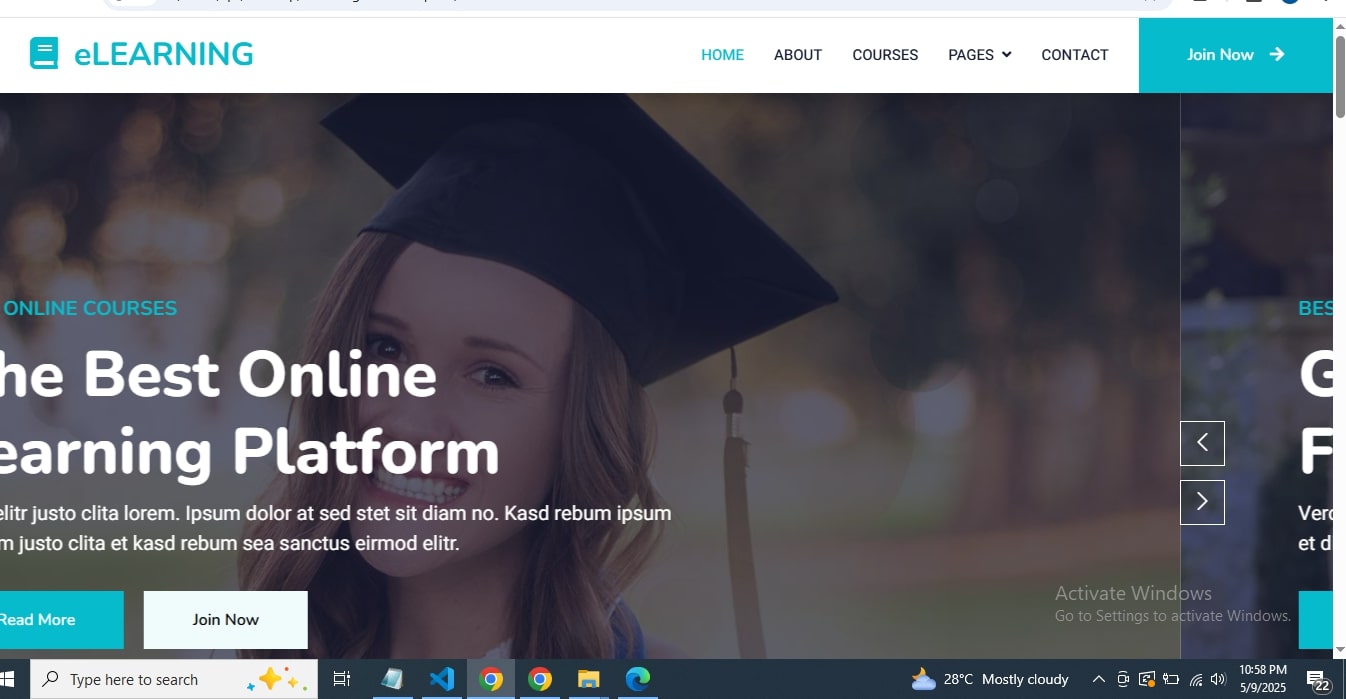 eLEARNING
HOME ABOUT COURSES PAGES CONTACT Join Now
ONLINE COURSES
he Best Online
earning Platform
elitr justo clita lorem. Ipsum dolor at sed stet sit diam no. Kasd rebum ipsum
m justo clita et kasd rebum sea sanctus eirmod elitr.
Read More Join Now
BES
G
F
Verc
et d
Activate Windows
Go to Settings to activate Windows.
Type here to search
28°C Mostly cloudy
10:58 PM
5/9/2025
22